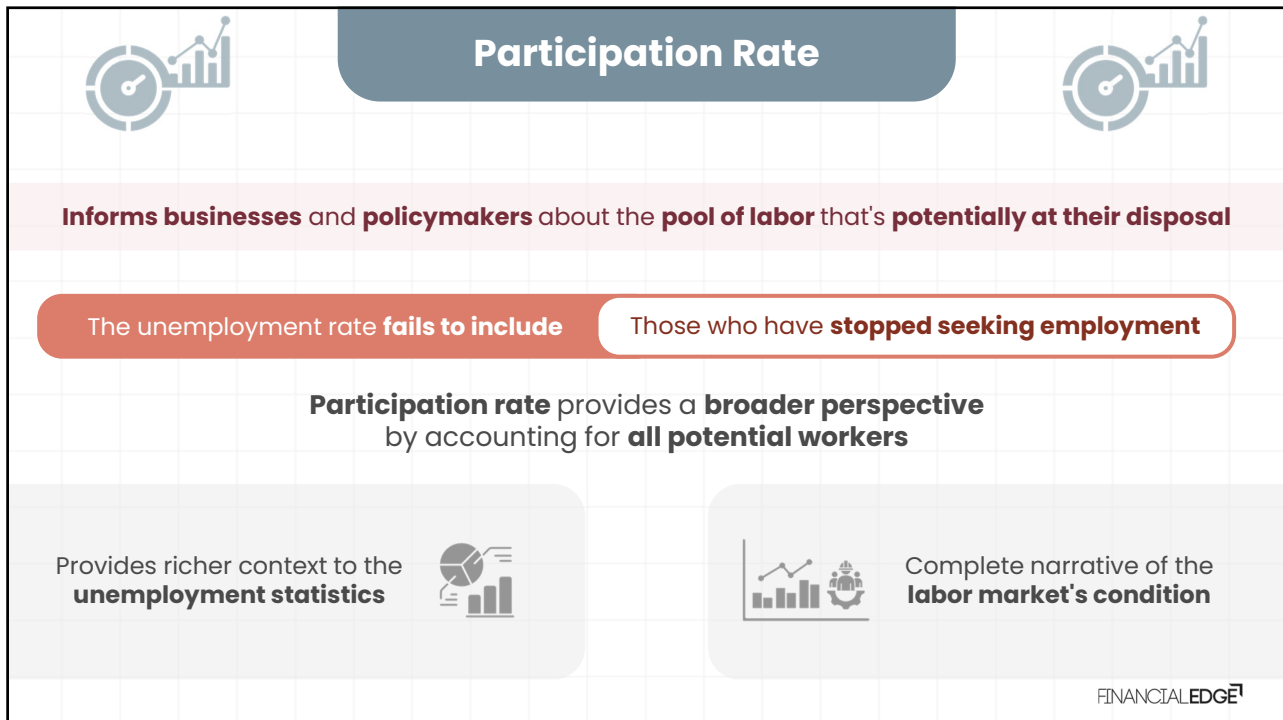 Participation Rate
Informs businesses and policymakers about the pool of labor that's potentially at their disposal
The unemployment rate fails to include
Those who have stopped seeking employment
Participation rate provides a broader perspective
by accounting for all potential workers
Provides richer context to the
unemployment statistics
Complete narrative of the
labor market's condition
FINANCIALEDGE